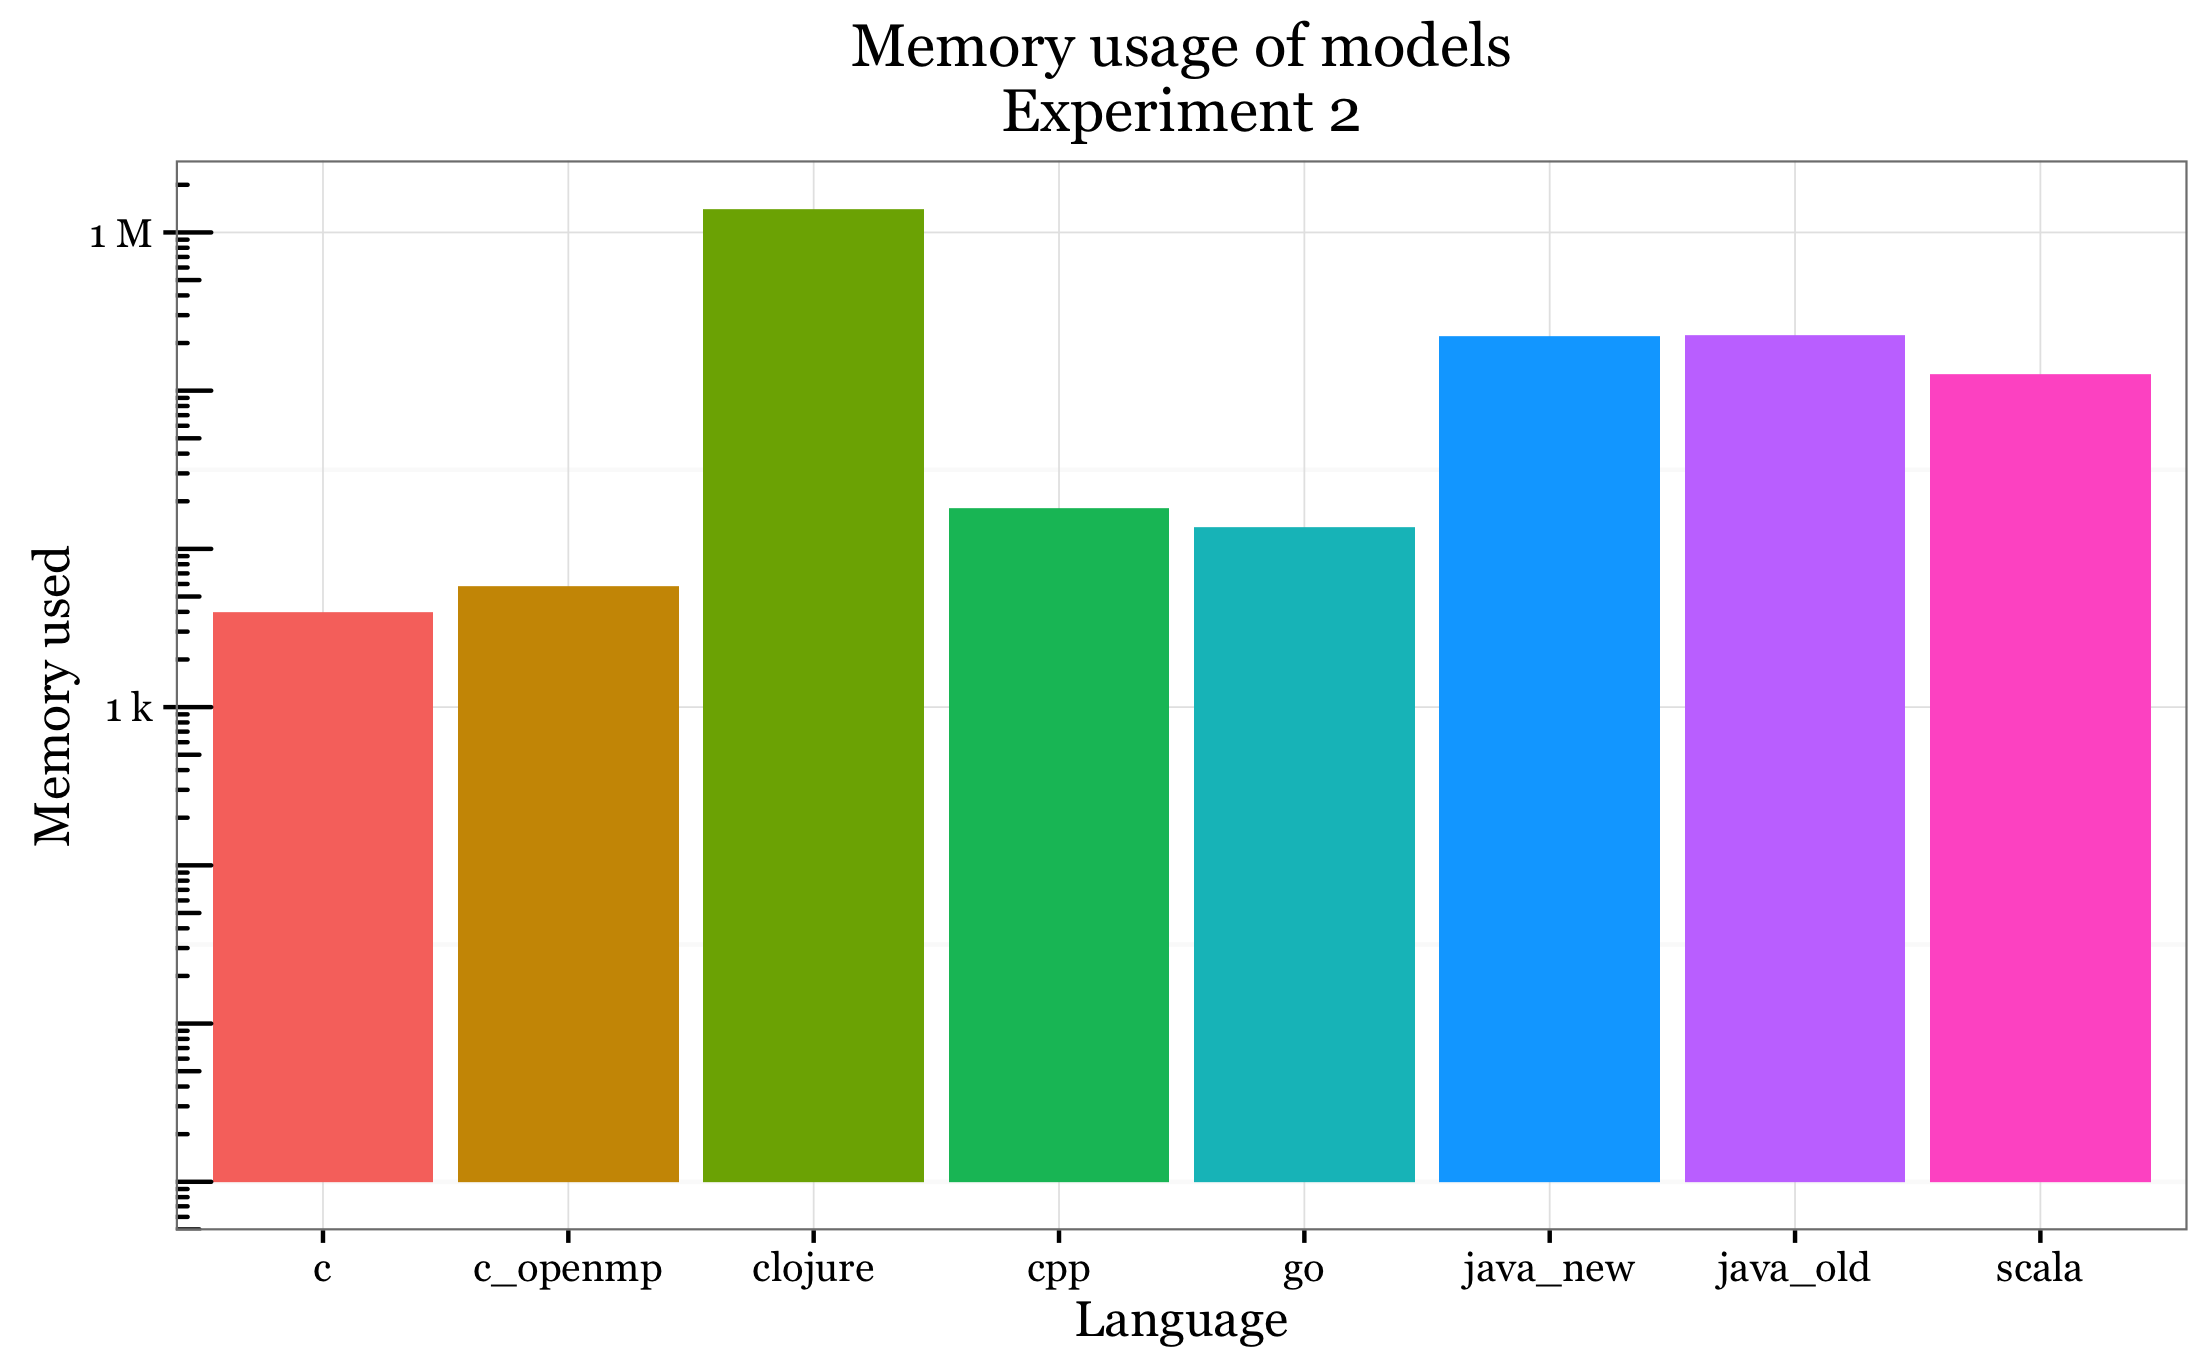 Memory usage of models
Experiment 2
Memory used
1 M
1 k
c
c_openmp
clojure
cpp
go
java_new
java_old
scala
Language